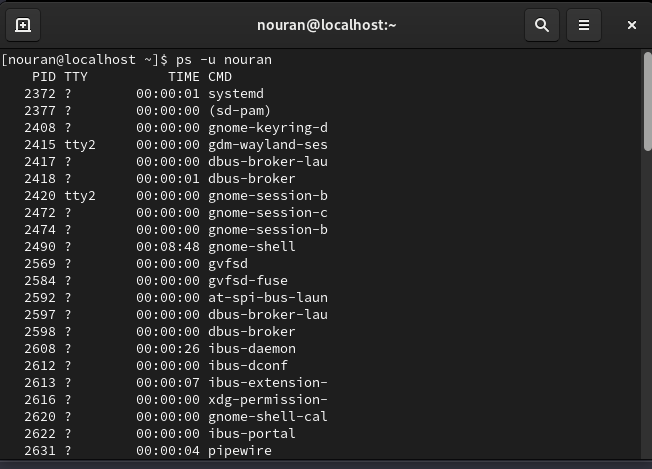 nouran@localhost:~
[nouran@localhost ~]$ ps -u nouran
    PID TTY          TIME CMD
   2372 ?        00:00:01 systemd
   2377 ?        00:00:00 (sd-pam)
   2408 ?        00:00:00 gnome-keyring-d
   2415 tty2     00:00:00 gdm-wayland-ses
   2417 ?        00:00:00 dbus-broker-lau
   2418 ?        00:00:01 dbus-broker
   2420 tty2     00:00:00 gnome-session-b
   2472 ?        00:00:00 gnome-session-c
   2474 ?        00:00:00 gnome-session-b
   2490 ?        00:08:48 gnome-shell
   2569 ?        00:00:00 gvfsd
   2584 ?        00:00:00 gvfsd-fuse
   2592 ?        00:00:00 at-spi-bus-laun
   2597 ?        00:00:00 dbus-broker-lau
   2598 ?        00:00:00 dbus-broker
   2608 ?        00:00:26 ibus-daemon
   2612 ?        00:00:00 ibus-dconf
   2613 ?        00:00:07 ibus-extension-
   2616 ?        00:00:00 xdg-permission-
   2620 ?        00:00:00 gnome-shell-cal
   2622 ?        00:00:00 ibus-portal
   2631 ?        00:00:04 pipewire